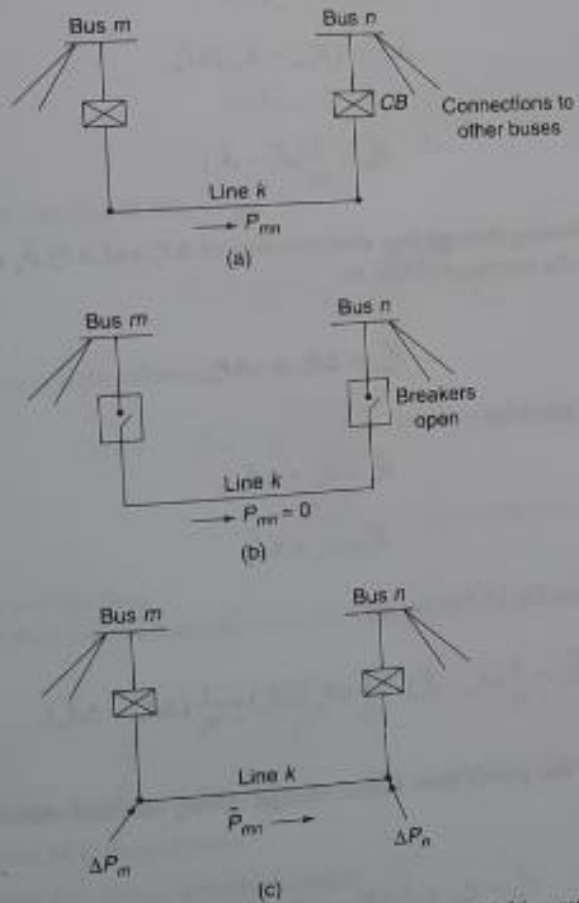 Bus m
Bus n
CB
Connections to
other buses
Line k
P_mn
(a)
Bus m
Bus n
Breakers
open
Line k
P_mn = 0
(b)
Bus m
Bus n
Line k
P̃_mn
ΔP_m
ΔP_n
(c)